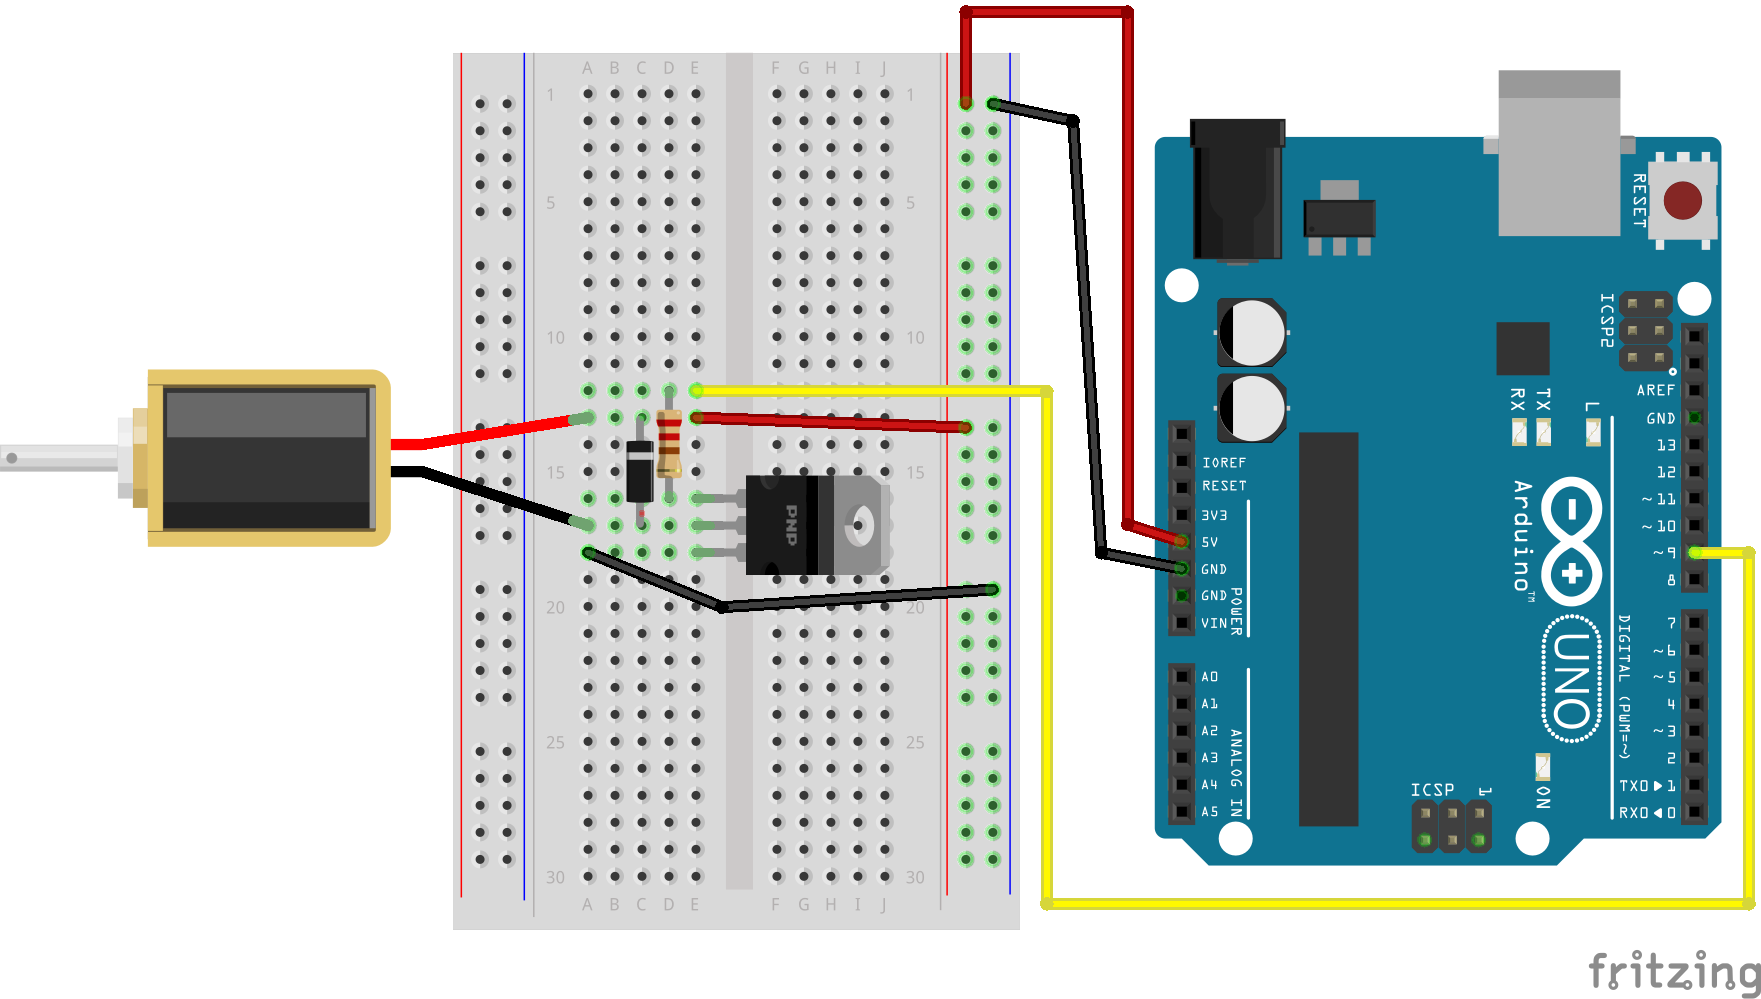 A B C D E F G H I J
1 1
5 5
10 10
15 15
20 20
25 25
30 30
A B C D E F G H I J
PNP
RESET
ICSP2
AREF
GND
13
12
~11
~10
~9
8
7
~6
~5
4
~3
2
TX0▶1
RX0◀0
RX
TX
L
IOREF
RESET
3V3
5V
GND
GND
VIN
POWER
A0
A1
A2
A3
A4
A5
ANALOG IN
Arduino™
UNO
DIGITAL (PWM=~)
ON
ICSP
1
fritzing